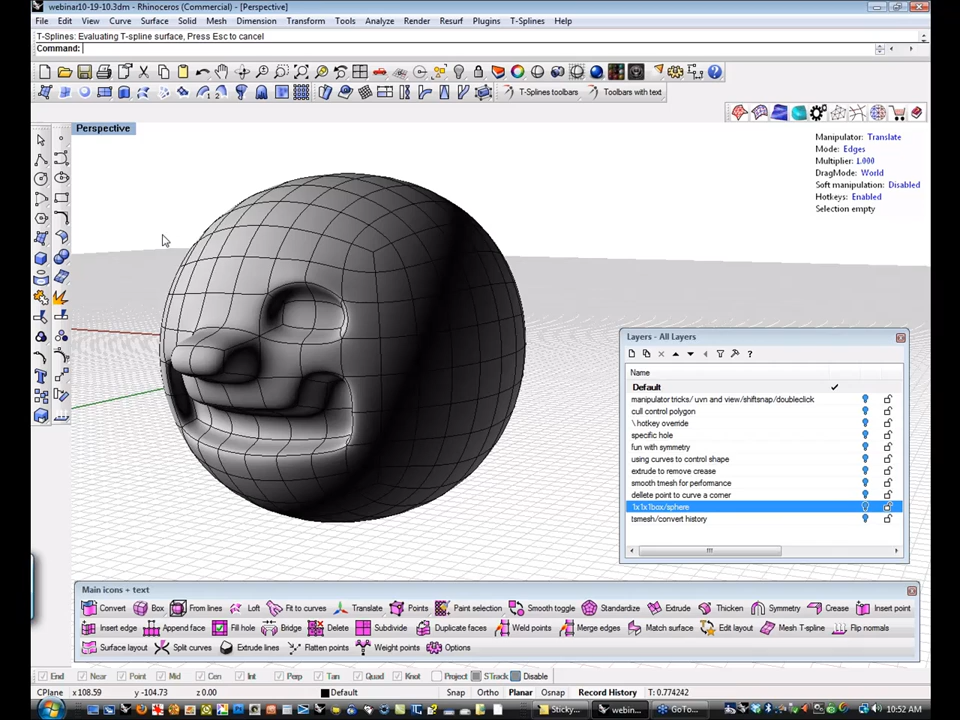 webinar10-19-10.3dm - Rhinoceros (Commercial) - [Perspective]
File Edit View Curve Surface Solid Mesh Dimension Transform Tools Analyze Render Resurf Plugins T-Splines Help
T-Splines: Evaluating T-spline surface, Press Esc to cancel
Command:
T-Splines toolbars Toolbars with text
Perspective
Manipulator: Translate
Mode: Edges
Multiplier: 1.000
DragMode: World
Soft manipulation: Disabled
Hotkeys: Enabled
Selection empty
Layers - All Layers
Name
Default
manipulator tricks/ uvn and view/shiftsnap/doubleclick
cull control polygon
\hotkey override
specific hole
fun with symmetry
using curves to control shape
extrude to remove crease
smooth tmesh for performance
dellete point to curve a corner
1x1x1box/sphere
tsmesh/convert history
Main icons + text
Convert Box From lines Loft Fit to curves Translate Points Paint selection Smooth toggle Standardize Extrude Thicken Symmetry Crease Insert point
Insert edge Append face Fill hole Bridge Delete Subdivide Duplicate faces Weld points Merge edges Match surface Edit layout Mesh T-spline Flip normals
Surface layout Split curves Extrude lines Flatten points Weight points Options
End Near Point Mid Cen Int Perp Tan Quad Knot Project STrack Disable
CPlane x 108.59 y -104.73 z 0.00 Default Snap Ortho Planar Osnap Record History T: 0.774242
Sticky... webin... GoTo... 10:52 AM